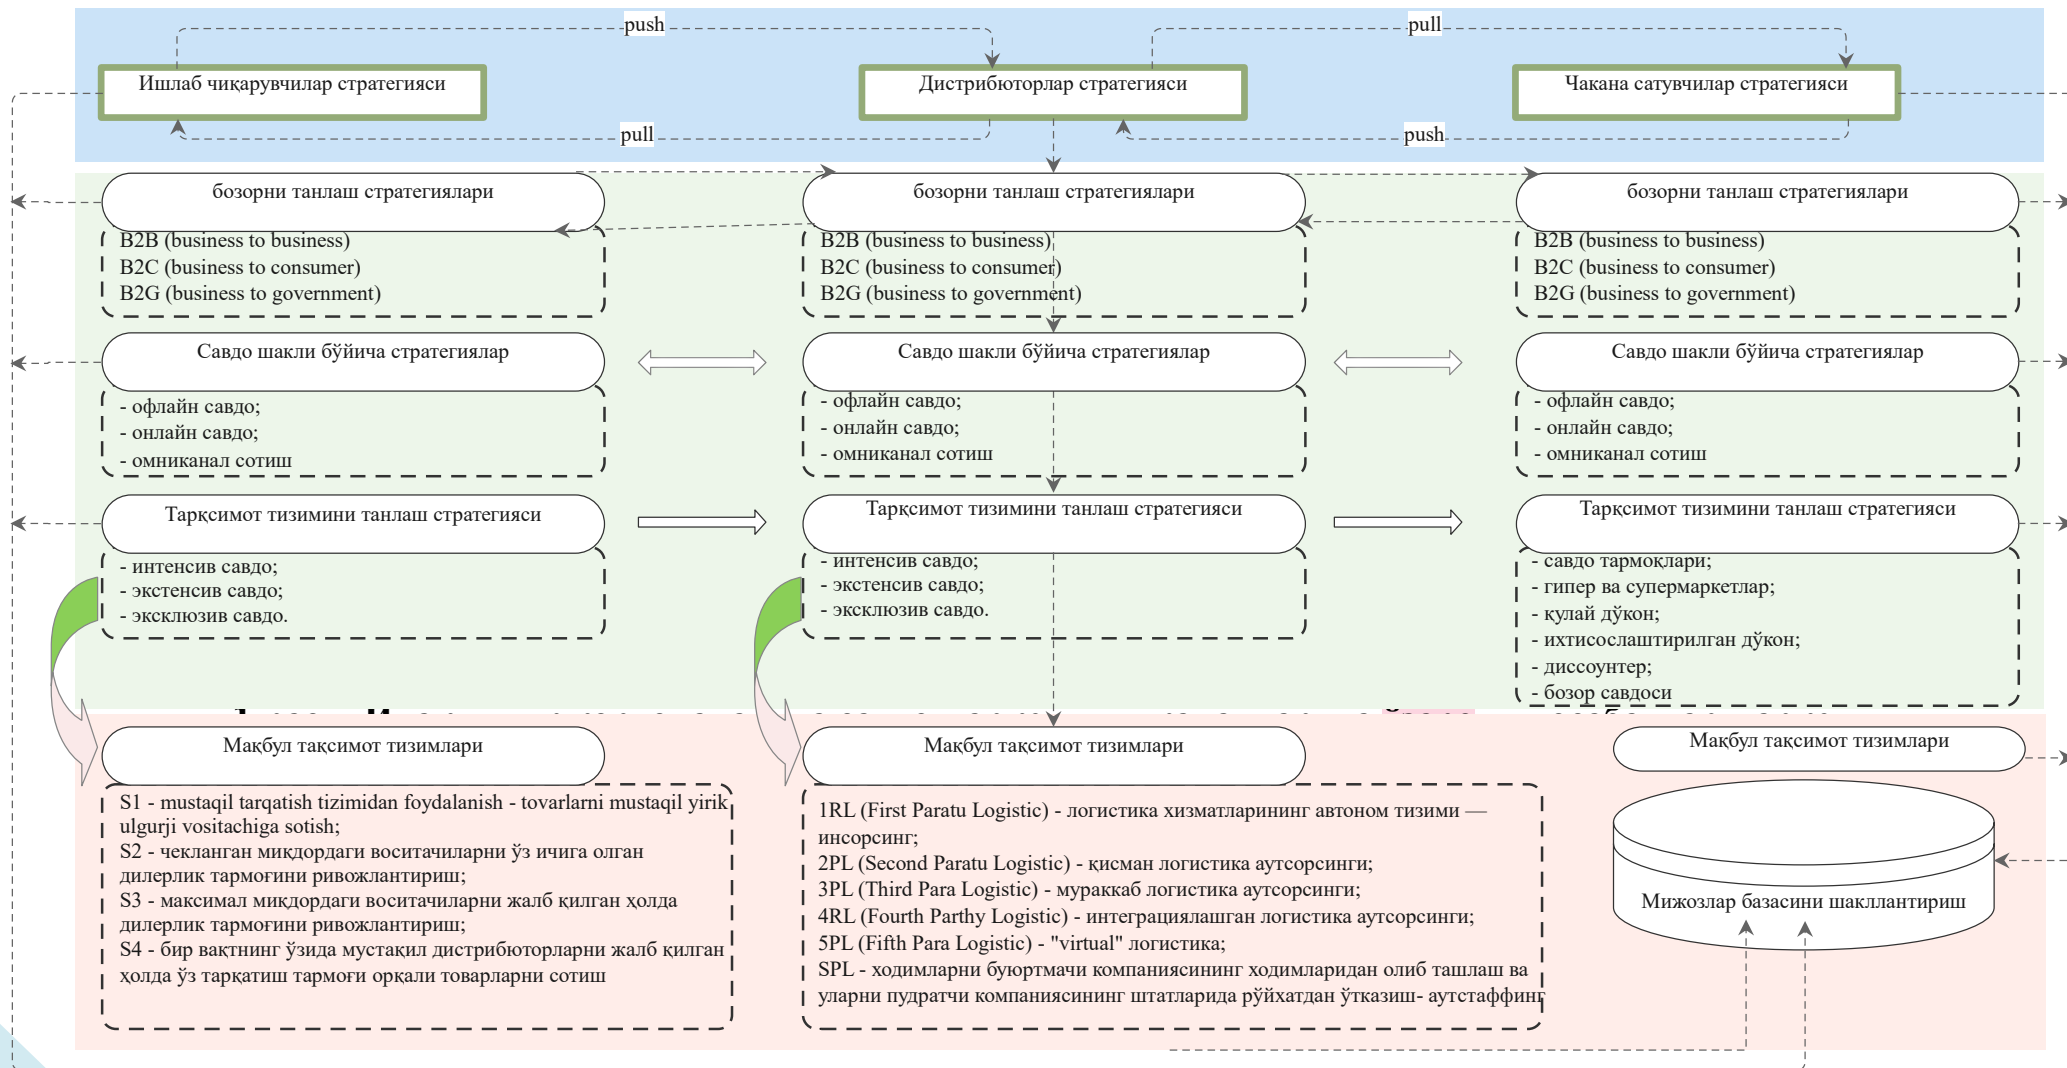 push
pull
Ишлаб чиқарувчилар стратегияси
Дистрибюторлар стратегияси
Чакана сатувчилар стратегияси
pull
push
бозорни танлаш стратегиялари
B2B (business to business)
B2C (business to consumer)
B2G (business to government)
бозорни танлаш стратегиялари
B2B (business to business)
B2C (business to consumer)
B2G (business to government)
бозорни танлаш стратегиялари
B2B (business to business)
B2C (business to consumer)
B2G (business to government)
Савдо шакли бўйича стратегиялар
- офлайн савдо;
- онлайн савдо;
- омниканал сотиш
Савдо шакли бўйича стратегиялар
- офлайн савдо;
- онлайн савдо;
- омниканал сотиш
Савдо шакли бўйича стратегиялар
- офлайн савдо;
- онлайн савдо;
- омниканал сотиш
Тарқсимот тизимини танлаш стратегияси
- интенсив савдо;
- экстенсив савдо;
- эксклюзив савдо.
Тарқсимот тизимини танлаш стратегияси
- интенсив савдо;
- экстенсив савдо;
- эксклюзив савдо.
Тарқсимот тизимини танлаш стратегияси
- савдо тармоқлари;
- гипер ва супермаркетлар;
- қулай дўкон;
- ихтисослаштирилган дўкон;
- диссоунтер;
- бозор савдоси
Мақбул тақсимот тизимлари
S1 - mustaqil tarqatish tizimidan foydalanish - tovarlarni mustaqil yirik
ulgurji vositachiga sotish;
S2 - чекланган миқдордаги воситачиларни ўз ичига олган
дилерлик тармоғини ривожлантириш;
S3 - максимал миқдордаги воситачиларни жалб қилган ҳолда
дилерлик тармоғини ривожлантириш;
S4 - бир вақтнинг ўзида мустақил дистрибюторларни жалб қилган
ҳолда ўз тарқатиш тармоғи орқали товарларни сотиш
Мақбул тақсимот тизимлари
1RL (First Paratu Logistic) - логистика хизматларининг автоном тизими —
инсорсинг;
2PL (Second Paratu Logistic) - қисман логистика аутсорсинги;
3PL (Third Para Logistic) - мураккаб логистика аутсорсинги;
4RL (Fourth Parthy Logistic) - интеграциялашган логистика аутсорсинги;
5PL (Fifth Para Logistic) - "virtual" логистика;
SPL - ходимларни буюртмачи компаниясининг ходимларидан олиб ташлаш ва
уларни пудратчи компаниясининг штатларида рўйхатдан ўтказиш- аутстаффинг
Мақбул тақсимот тизимлари
Мижозлар базасини шакллантириш